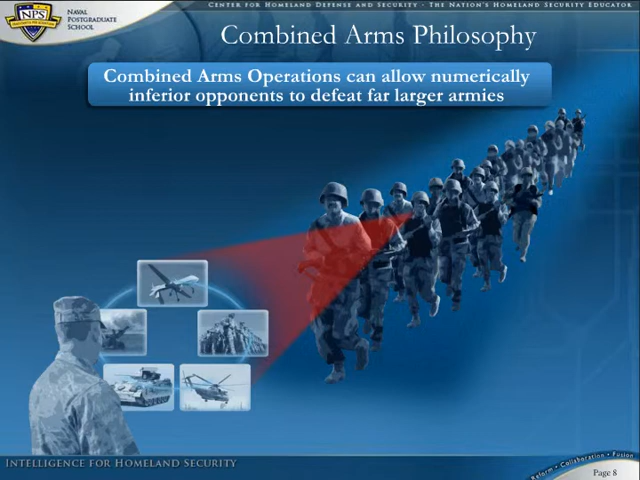 Center for Homeland Defense and Security - The Nation's Homeland Security Educator
NPS
Naval
Postgraduate
School
Combined Arms Philosophy
Combined Arms Operations can allow numerically
inferior opponents to defeat far larger armies
Intelligence for Homeland Security
Reform • Collaboration • Fusion
Page 8